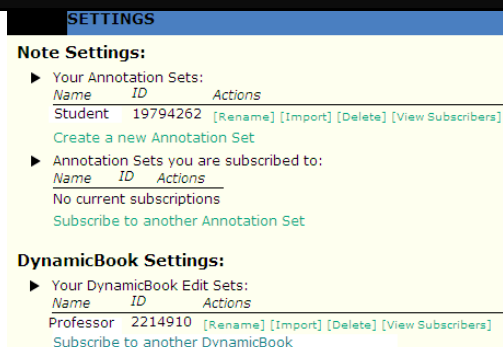 SETTINGS
Note Settings:
Your Annotation Sets:
Name ID Actions
Student 19794262 [Rename] [Import] [Delete] [View Subscribers]
Create a new Annotation Set
Annotation Sets you are subscribed to:
Name ID Actions
No current subscriptions
Subscribe to another Annotation Set
DynamicBook Settings:
Your DynamicBook Edit Sets:
Name ID Actions
Professor 2214910 [Rename] [Import] [Delete] [View Subscribers]
Subscribe to another DynamicBook